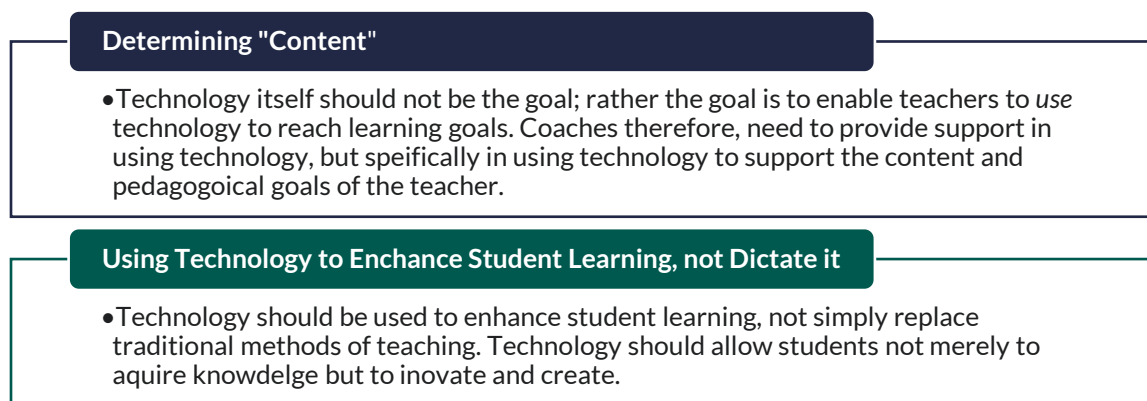 Determining "Content"
•Technology itself should not be the goal; rather the goal is to enable teachers to use
technology to reach learning goals. Coaches therefore, need to provide support in
using technology, but speifically in using technology to support the content and
pedagogoical goals of the teacher.
Using Technology to Enchance Student Learning, not Dictate it
•Technology should be used to enhance student learning, not simply replace
traditional methods of teaching. Technology should allow students not merely to
aquire knowdelge but to inovate and create.